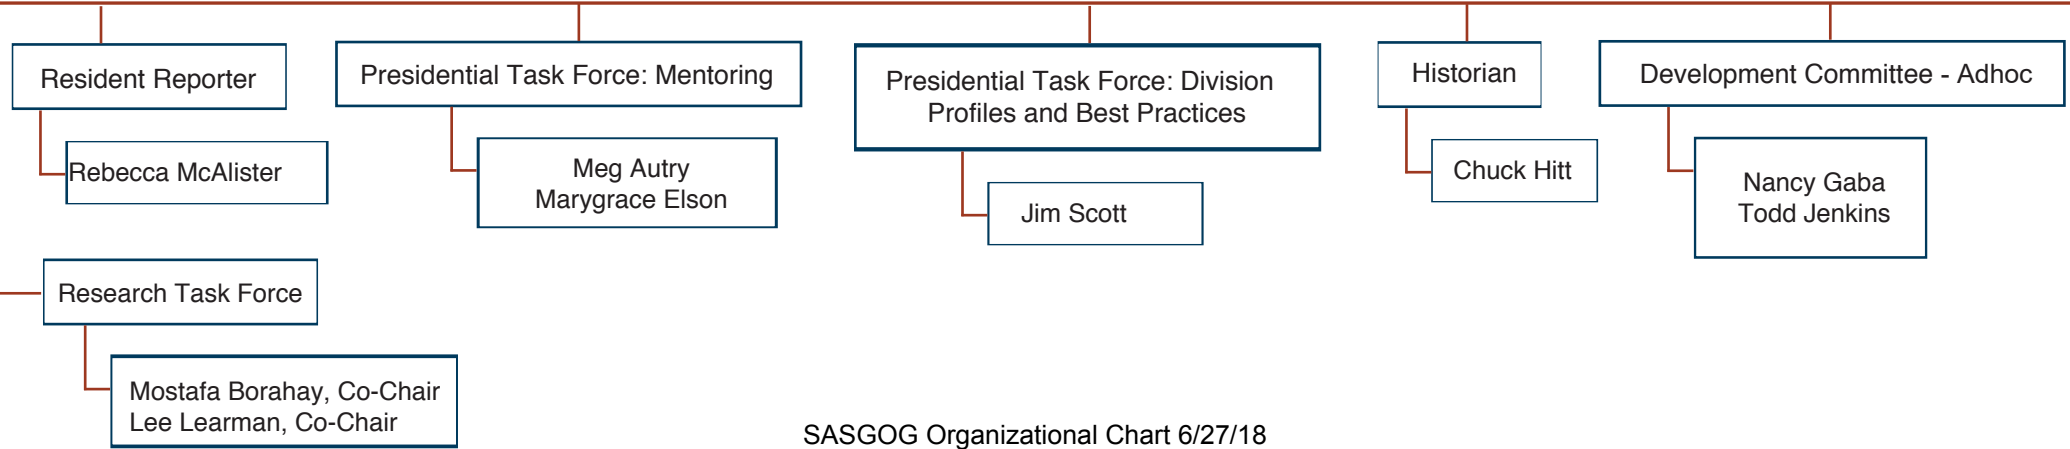 Resident Reporter
Rebecca McAlister
Presidential Task Force: Mentoring
Meg Autry
Marygrace Elson
Presidential Task Force: Division
Profiles and Best Practices
Jim Scott
Historian
Chuck Hitt
Development Committee - Adhoc
Nancy Gaba
Todd Jenkins
Research Task Force
Mostafa Borahay, Co-Chair
Lee Learman, Co-Chair
SASGOG Organizational Chart 6/27/18